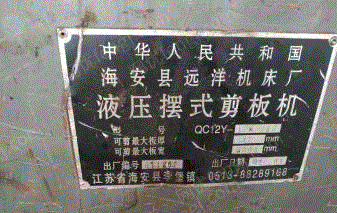 中华人民共和国
海安县远洋机床厂
液压摆式剪板机
型号 QC12Y-
可剪最大板厚 mm
可剪最大板宽 mm
出厂编号 出厂日期
江苏省海安县李堡镇 0513-88269168